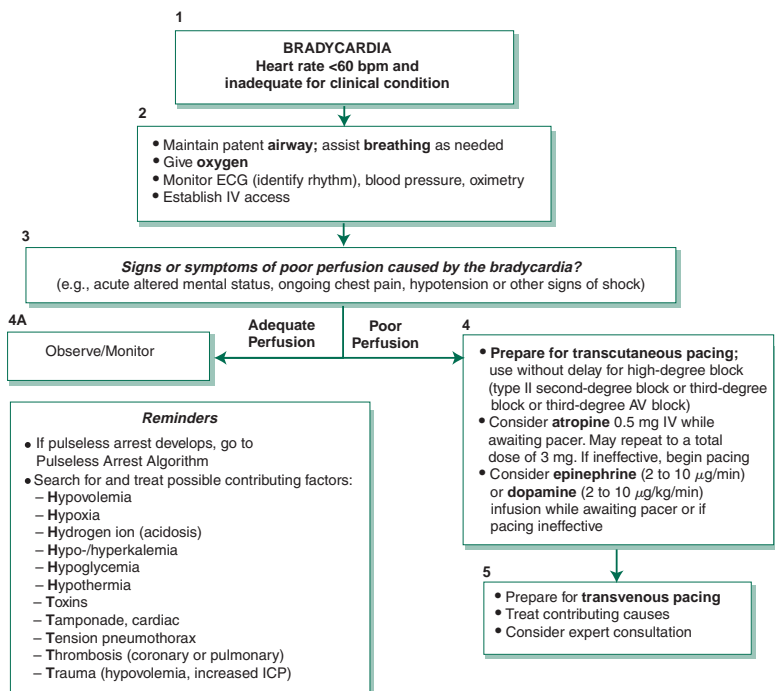 1
BRADYCARDIA
Heart rate <60 bpm and
inadequate for clinical condition
2
• Maintain patent airway; assist breathing as needed
• Give oxygen
• Monitor ECG (identify rhythm), blood pressure, oximetry
• Establish IV access
3
Signs or symptoms of poor perfusion caused by the bradycardia?
(e.g., acute altered mental status, ongoing chest pain, hypotension or other signs of shock)
4A
Observe/Monitor
Adequate
Perfusion
Poor
Perfusion
4
• Prepare for transcutaneous pacing;
use without delay for high-degree block
(type II second-degree block or third-degree
block or third-degree AV block)
• Consider atropine 0.5 mg IV while
awaiting pacer. May repeat to a total
dose of 3 mg. If ineffective, begin pacing
• Consider epinephrine (2 to 10 μg/min)
or dopamine (2 to 10 μg/kg/min)
infusion while awaiting pacer or if
pacing ineffective
Reminders
• If pulseless arrest develops, go to
Pulseless Arrest Algorithm
• Search for and treat possible contributing factors:
– Hypovolemia
– Hypoxia
– Hydrogen ion (acidosis)
– Hypo-/hyperkalemia
– Hypoglycemia
– Hypothermia
– Toxins
– Tamponade, cardiac
– Tension pneumothorax
– Thrombosis (coronary or pulmonary)
– Trauma (hypovolemia, increased ICP)
5
• Prepare for transvenous pacing
• Treat contributing causes
• Consider expert consultation